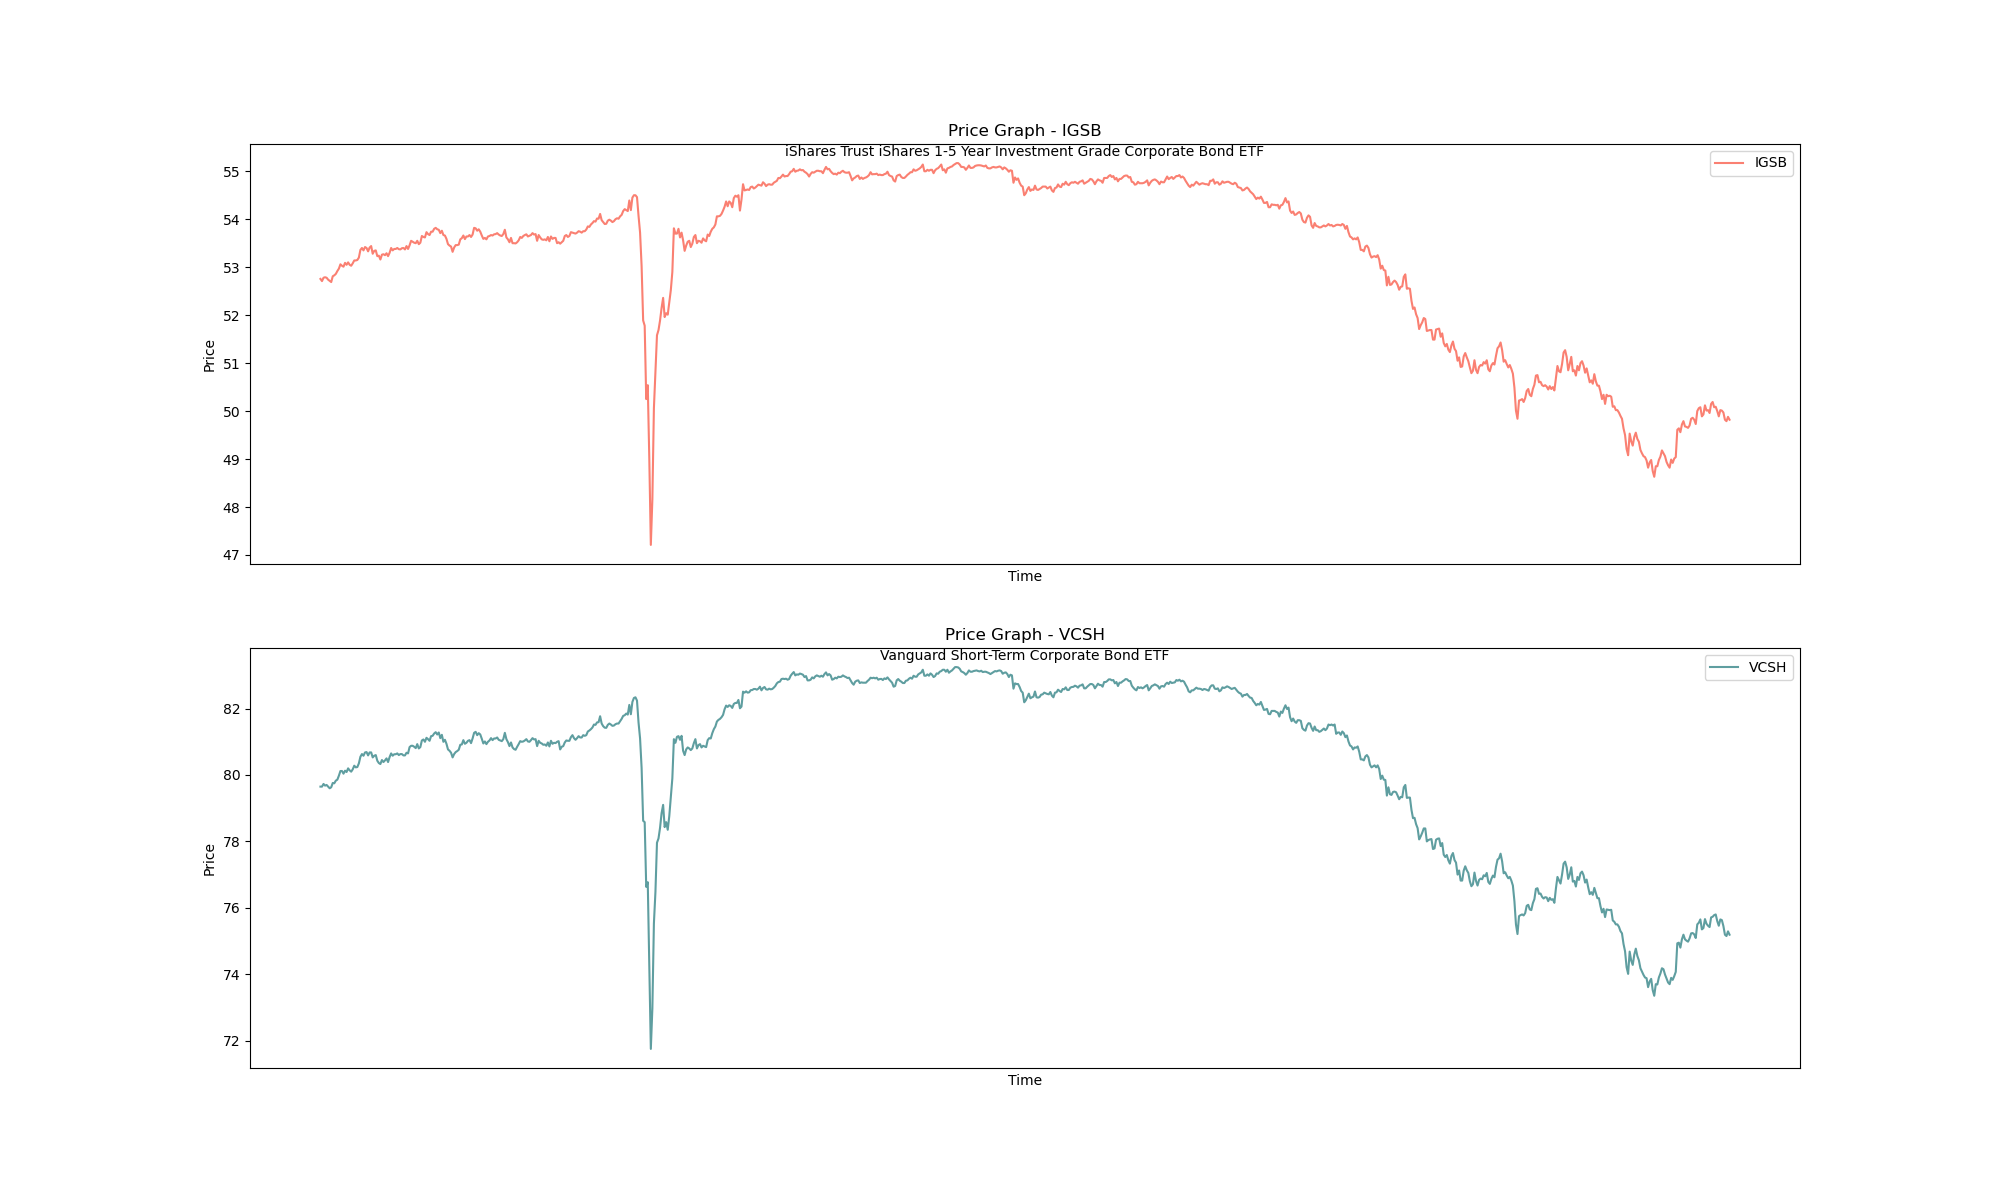 Price Graph - IGSB
iShares Trust iShares 1-5 Year Investment Grade Corporate Bond ETF
IGSB
55
54
53
52
51
50
49
48
47
Price
Time
Price Graph - VCSH
Vanguard Short-Term Corporate Bond ETF
VCSH
82
80
78
76
74
72
Price
Time